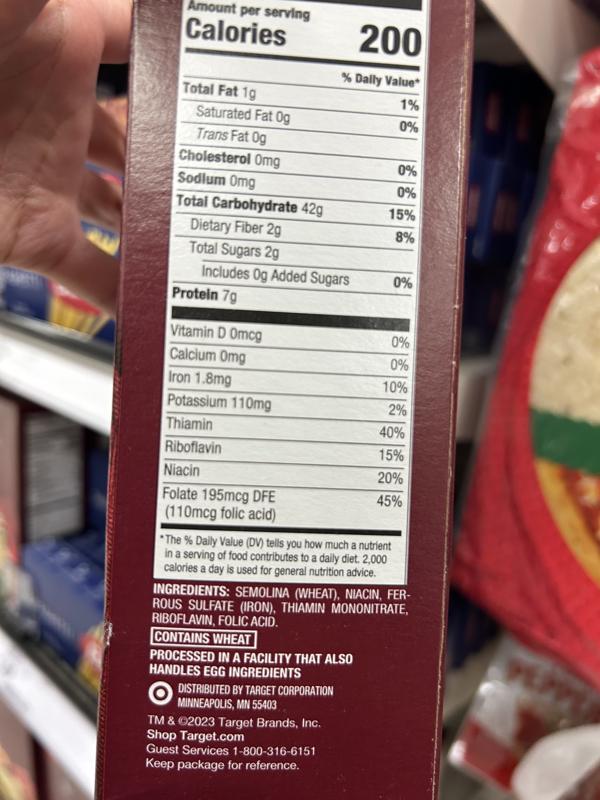 Amount per serving
Calories 200
% Daily Value*
Total Fat 1g 1%
Saturated Fat 0g 0%
Trans Fat 0g
Cholesterol 0mg 0%
Sodium 0mg 0%
Total Carbohydrate 42g 15%
Dietary Fiber 2g 8%
Total Sugars 2g
Includes 0g Added Sugars 0%
Protein 7g
Vitamin D 0mcg 0%
Calcium 0mg 0%
Iron 1.8mg 10%
Potassium 110mg 2%
Thiamin 40%
Riboflavin 15%
Niacin 20%
Folate 195mcg DFE 45%
(110mcg folic acid)
*The % Daily Value (DV) tells you how much a nutrient
in a serving of food contributes to a daily diet. 2,000
calories a day is used for general nutrition advice.
INGREDIENTS: SEMOLINA (WHEAT), NIACIN, FER-
ROUS SULFATE (IRON), THIAMIN MONONITRATE,
RIBOFLAVIN, FOLIC ACID.
CONTAINS WHEAT
PROCESSED IN A FACILITY THAT ALSO
HANDLES EGG INGREDIENTS
DISTRIBUTED BY TARGET CORPORATION
MINNEAPOLIS, MN 55403
TM & ©2023 Target Brands, Inc.
Shop Target.com
Guest Services 1-800-316-6151
Keep package for reference.